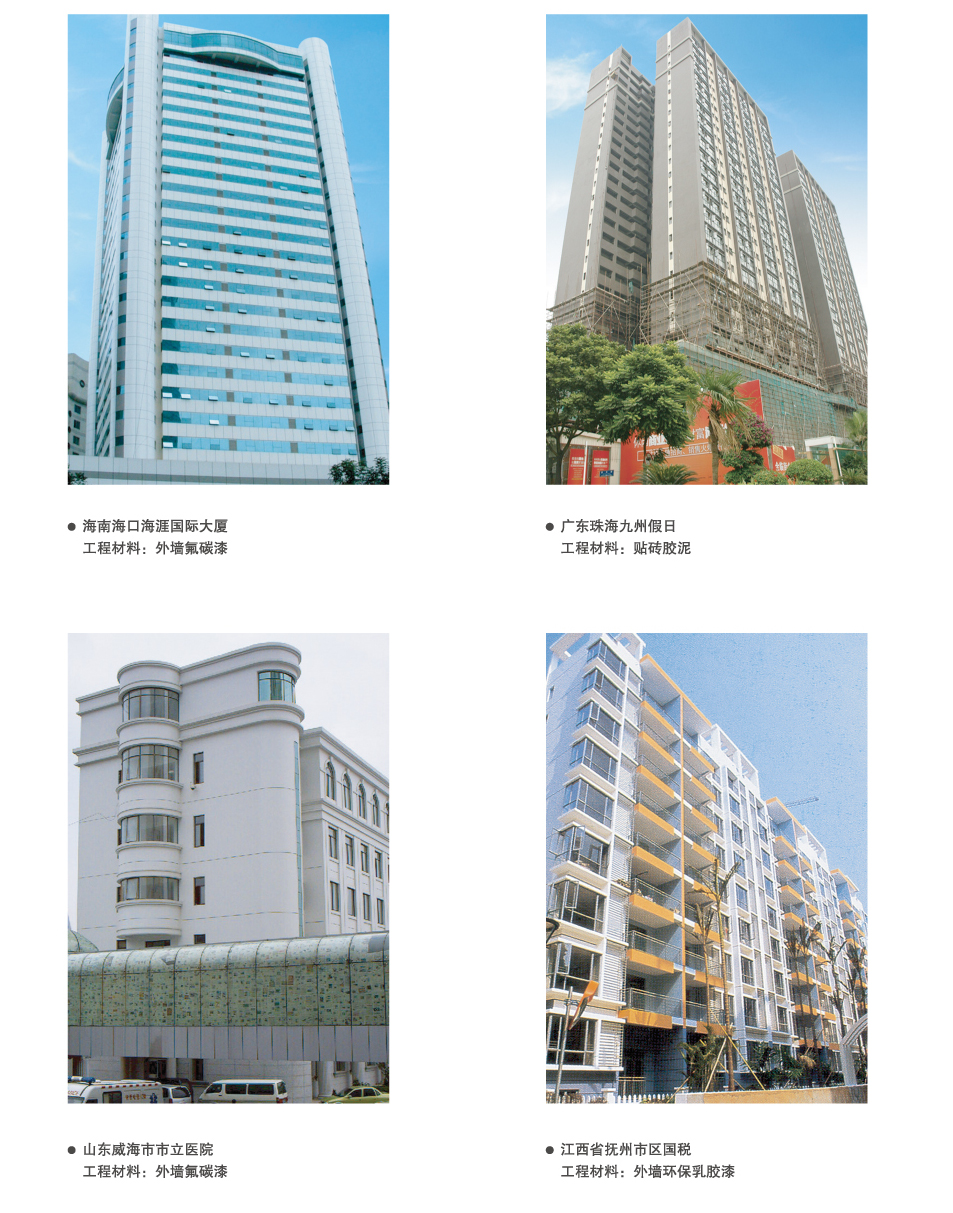 海南海口海涯国际大厦
工程材料：外墙氟碳漆
广东珠海九州假日
工程材料：贴砖胶泥
山东威海市市立医院
工程材料：外墙氟碳漆
江西省抚州市区国税
工程材料：外墙环保乳胶漆